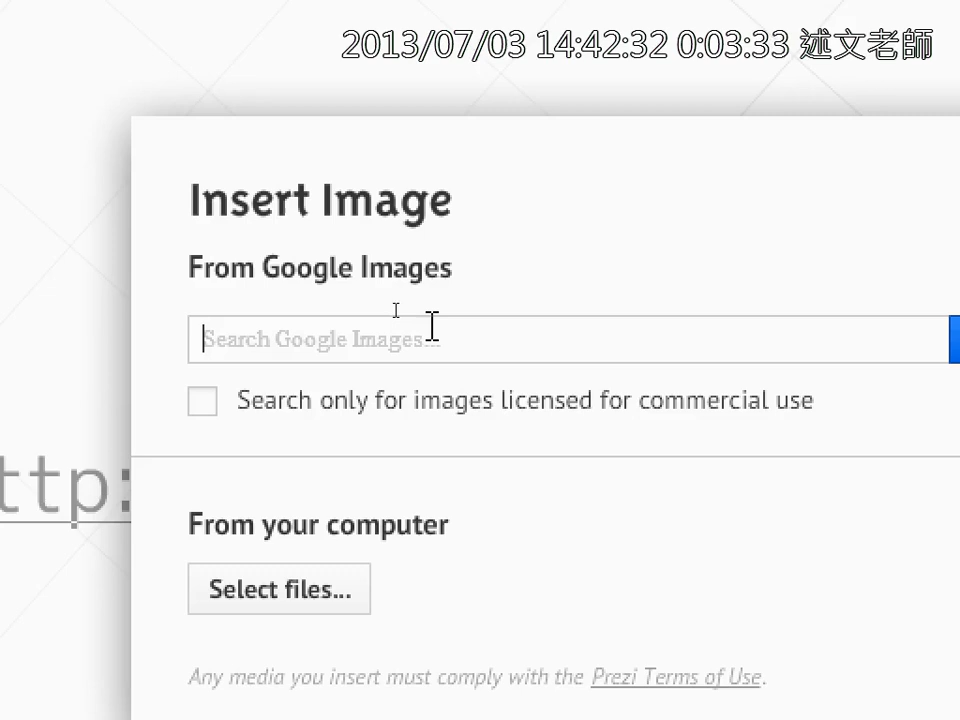 2013/07/03 14:42:32 0:03:33 述文老師
Insert Image
From Google Images
Search Google Images...
Search only for images licensed for commercial use
ttp:
From your computer
Select files...
Any media you insert must comply with the Prezi Terms of Use.